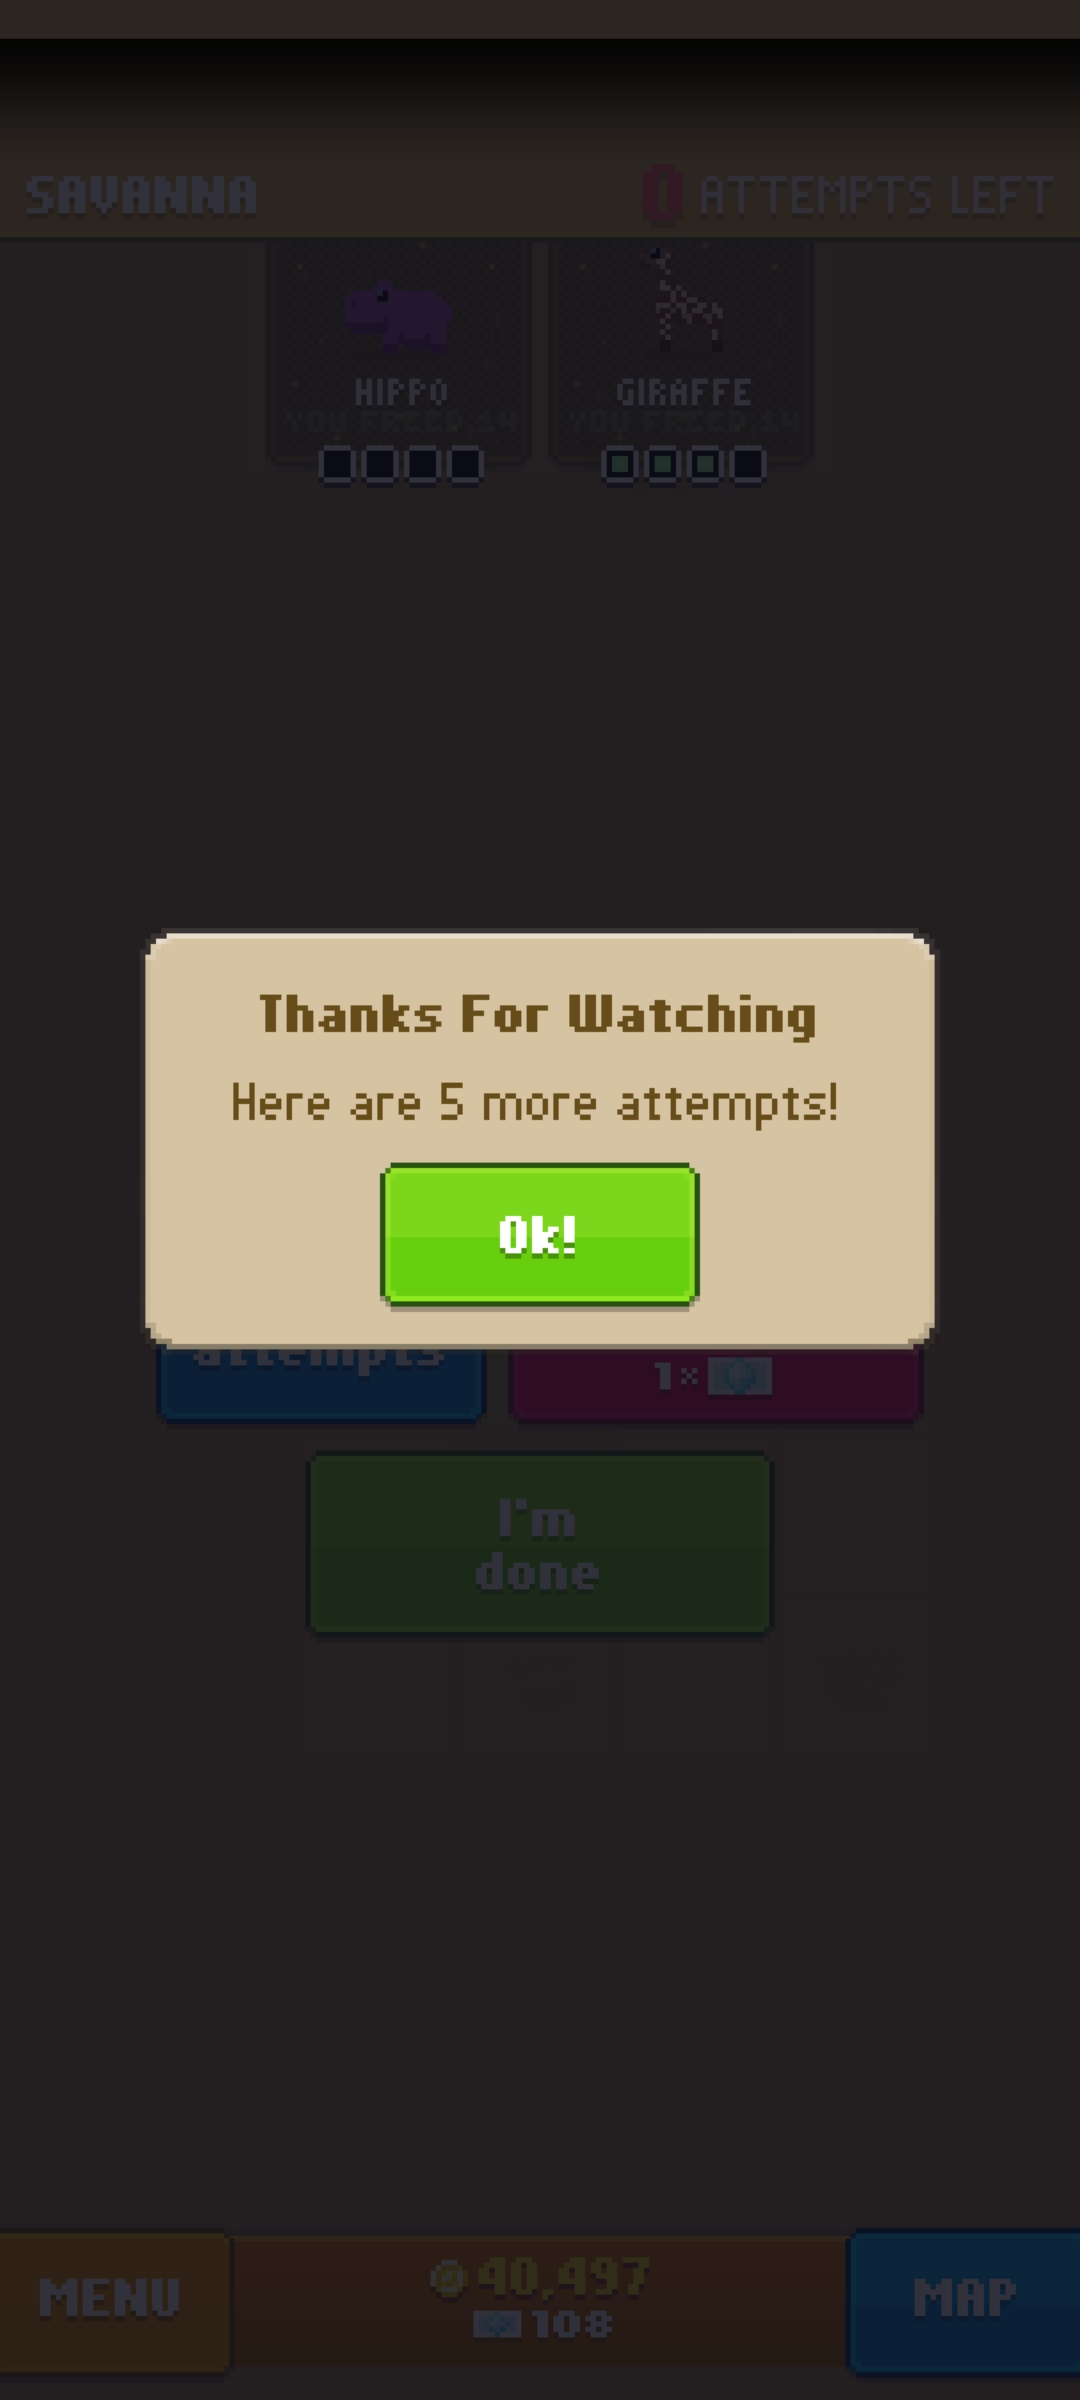 SAVANNA
0 ATTEMPTS LEFT
HIPPO
YOU FREED 14
GIRAFFE
YOU FREED 14
Thanks For Watching
Here are 5 more attempts!
Ok!
attempts
1×
I'm
done
MENU
40,497
108
MAP